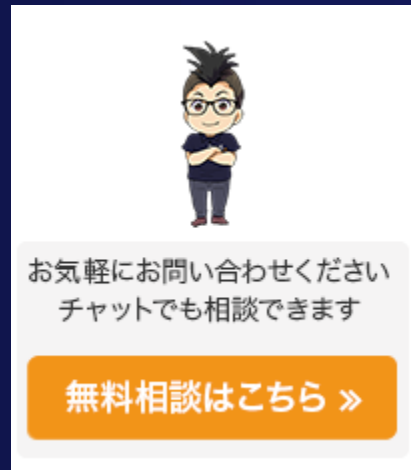 お気軽にお問い合わせください
チャットでも相談できます
無料相談はこちら »